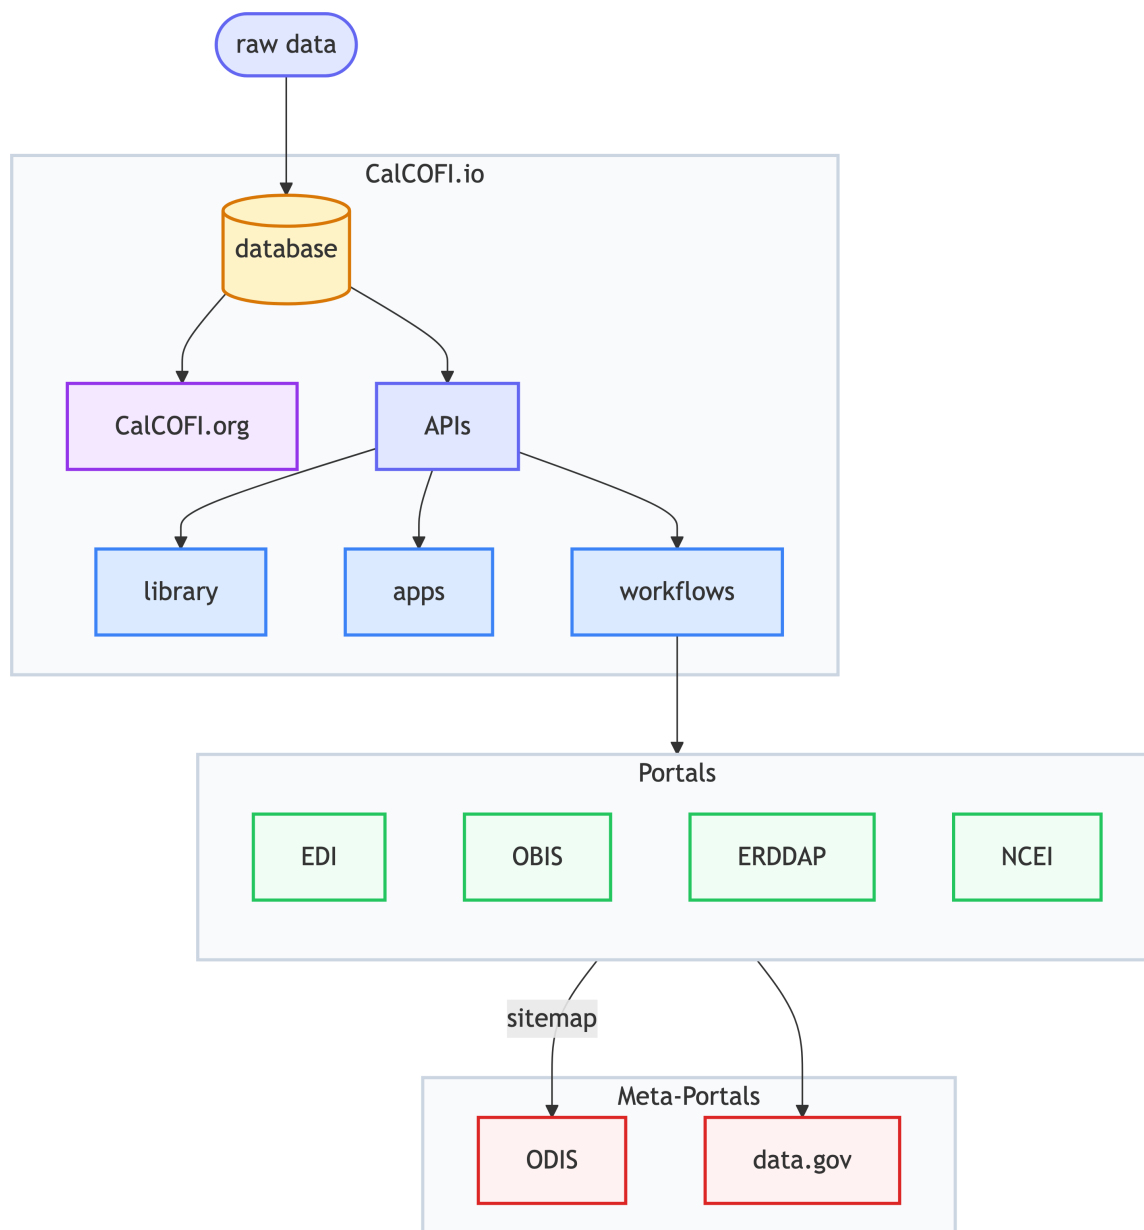 raw data
CalCOFI.io
database
CalCOFI.org
APIs
library
apps
workflows
Portals
EDI
OBIS
ERDDAP
NCEI
sitemap
Meta-Portals
ODIS
data.gov